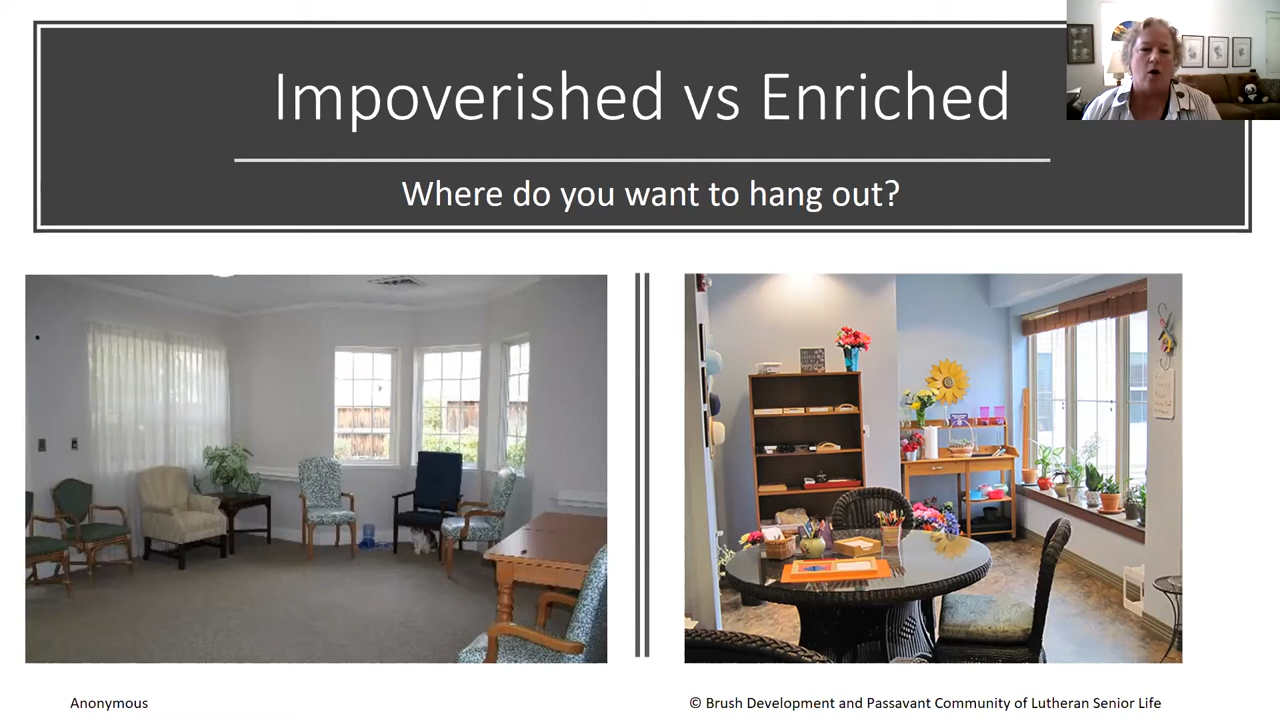 Impoverished vs Enriched
Where do you want to hang out?
Anonymous
© Brush Development and Passavant Community of Lutheran Senior Life